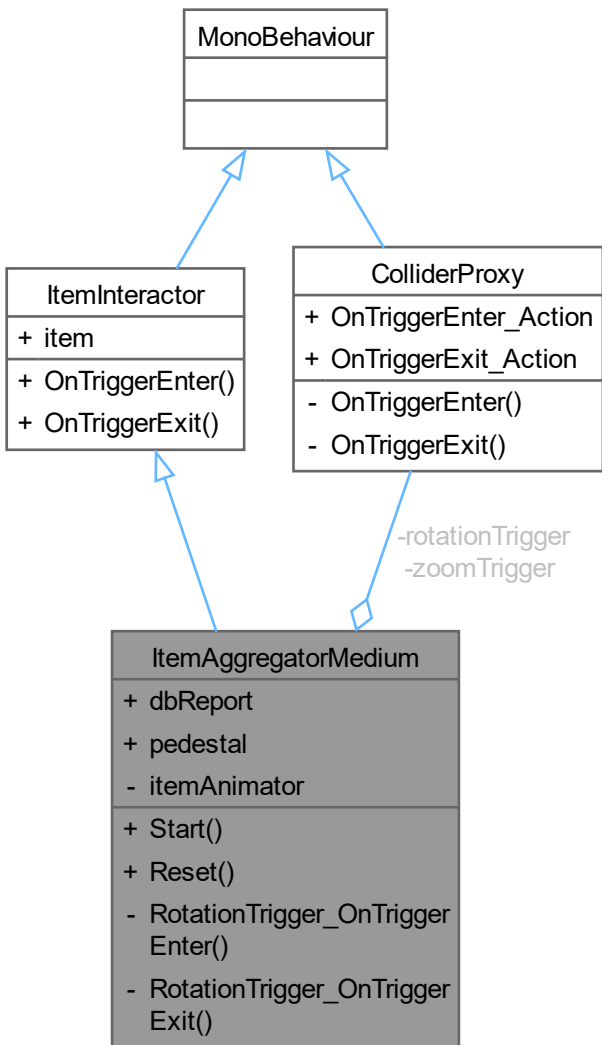 MonoBehaviour
ItemInteractor
+ item
+ OnTriggerEnter()
+ OnTriggerExit()
ColliderProxy
+ OnTriggerEnter_Action
+ OnTriggerExit_Action
- OnTriggerEnter()
- OnTriggerExit()
-rotationTrigger
-zoomTrigger
ItemAggregatorMedium
+ dbReport
+ pedestal
- itemAnimator
+ Start()
+ Reset()
- RotationTrigger_OnTrigger
Enter()
- RotationTrigger_OnTrigger
Exit()